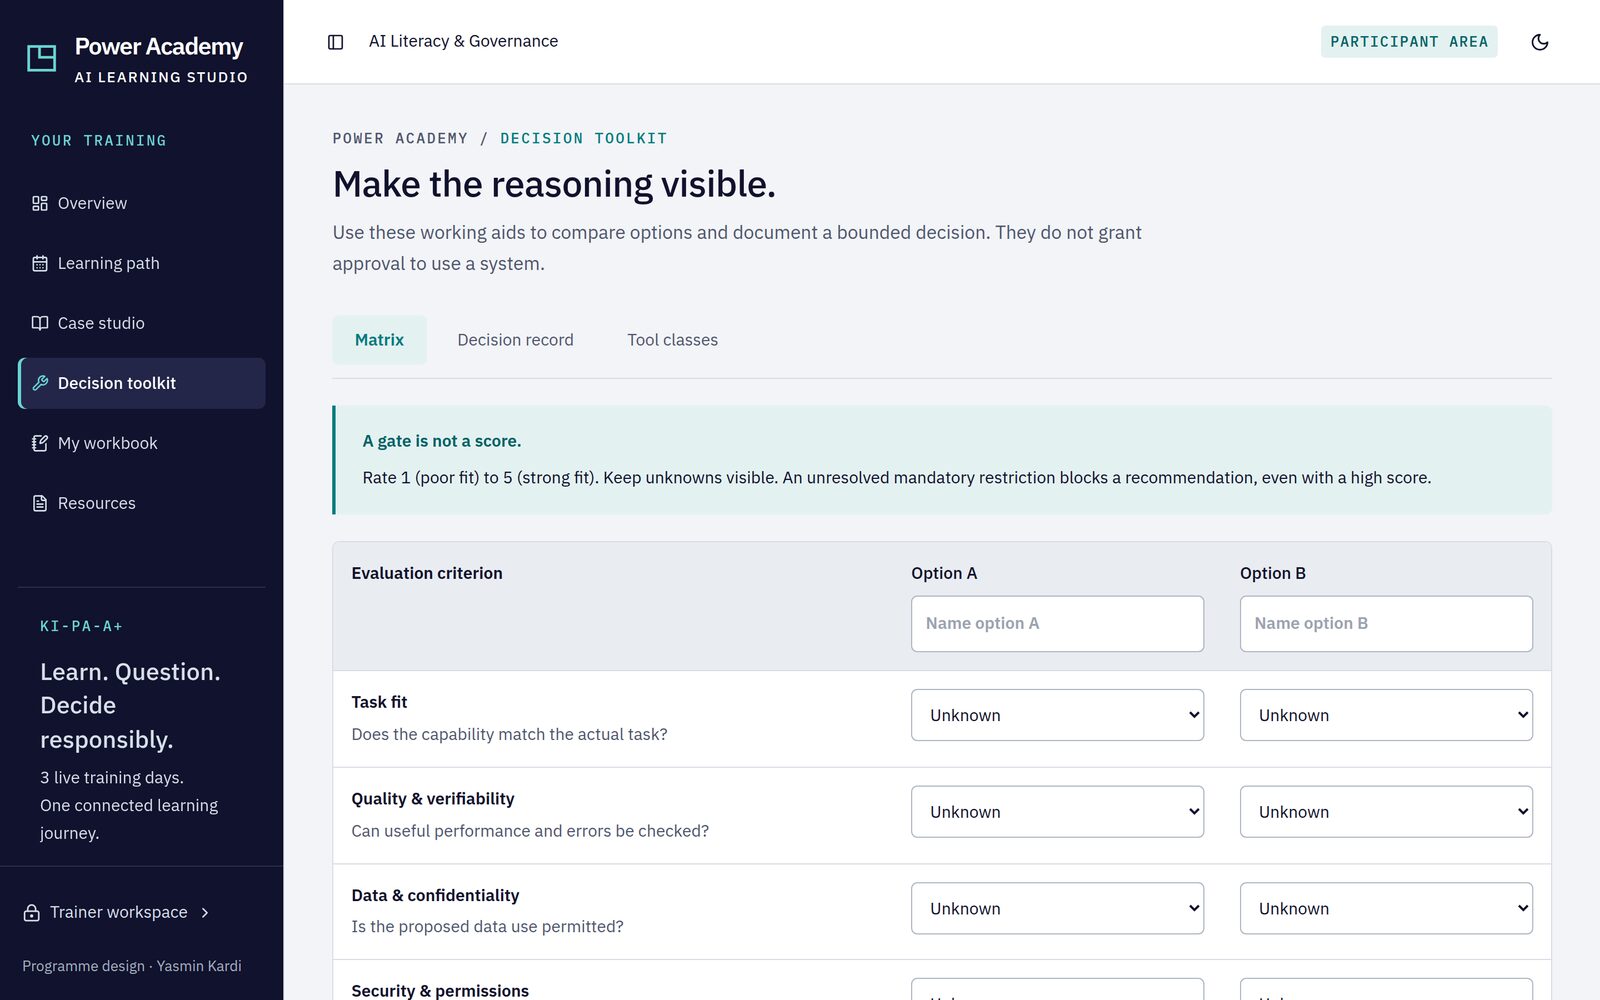 Power Academy
AI LEARNING STUDIO
YOUR TRAINING
Overview
Learning path
Case studio
Decision toolkit
My workbook
Resources
KI-PA-A+
Learn. Question.
Decide
responsibly.
3 live training days.
One connected learning
journey.
Trainer workspace
Programme design · Yasmin Kardi
AI Literacy & Governance
PARTICIPANT AREA
POWER ACADEMY / DECISION TOOLKIT
Make the reasoning visible.
Use these working aids to compare options and document a bounded decision. They do not grant
approval to use a system.
Matrix Decision record Tool classes
A gate is not a score.
Rate 1 (poor fit) to 5 (strong fit). Keep unknowns visible. An unresolved mandatory restriction blocks a recommendation, even with a high score.
Evaluation criterion Option A Option B
Name option A Name option B
Task fit
Unknown Unknown
Does the capability match the actual task?
Quality & verifiability
Unknown Unknown
Can useful performance and errors be checked?
Data & confidentiality
Unknown Unknown
Is the proposed data use permitted?
Security & permissions